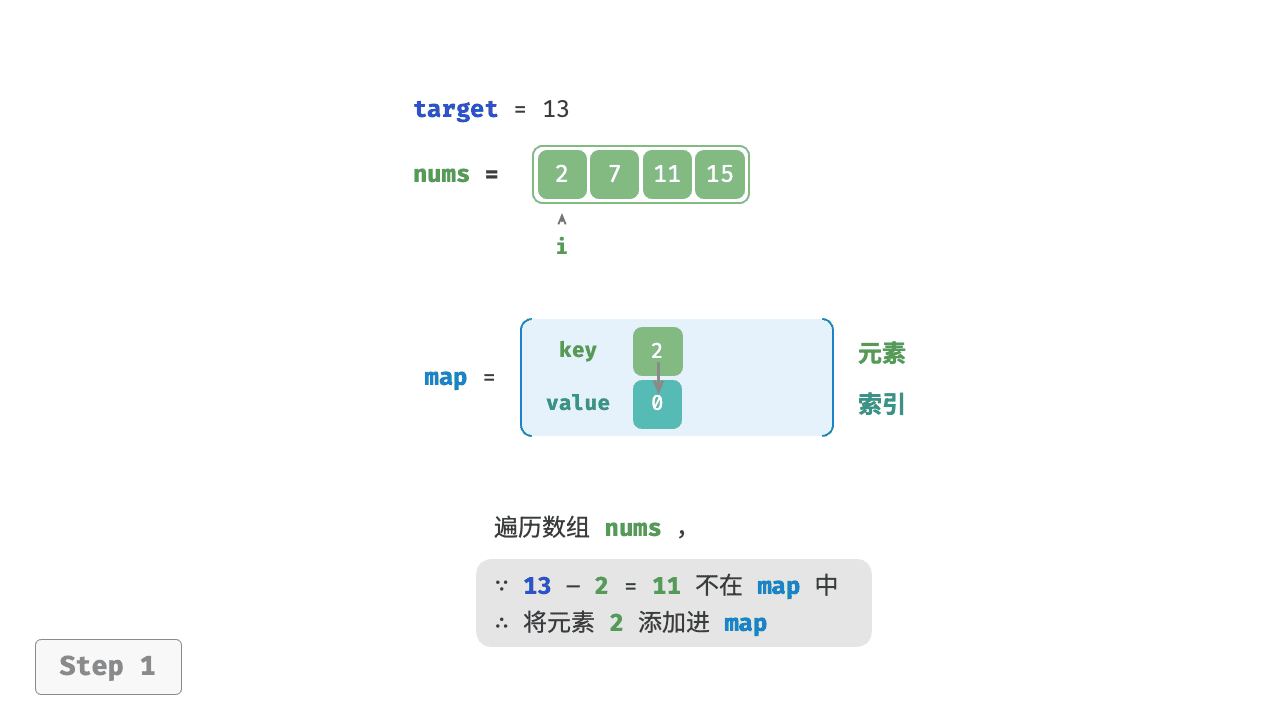 target = 13
nums = 2 7 11 15
i
key 2 元素
map =
value 0 索引
遍历数组 nums ，
∵ 13 − 2 = 11 不在 map 中
∴ 将元素 2 添加进 map
Step 1